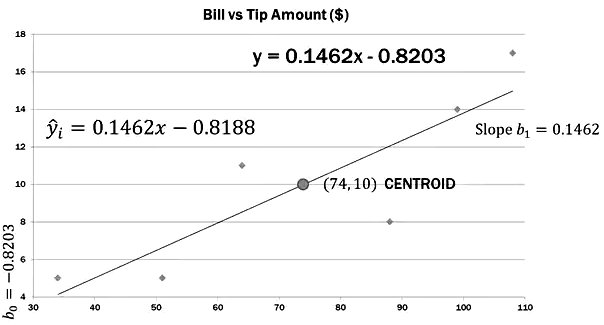 Bill vs Tip Amount ($)
18
y = 0.1462x - 0.8203
16
14
ŷᵢ = 0.1462x − 0.8188
Slope b₁ = 0.1462
12
10
(74, 10) CENTROID
8
6
4
b₀ = −0.8203
30 40 50 60 70 80 90 100 110